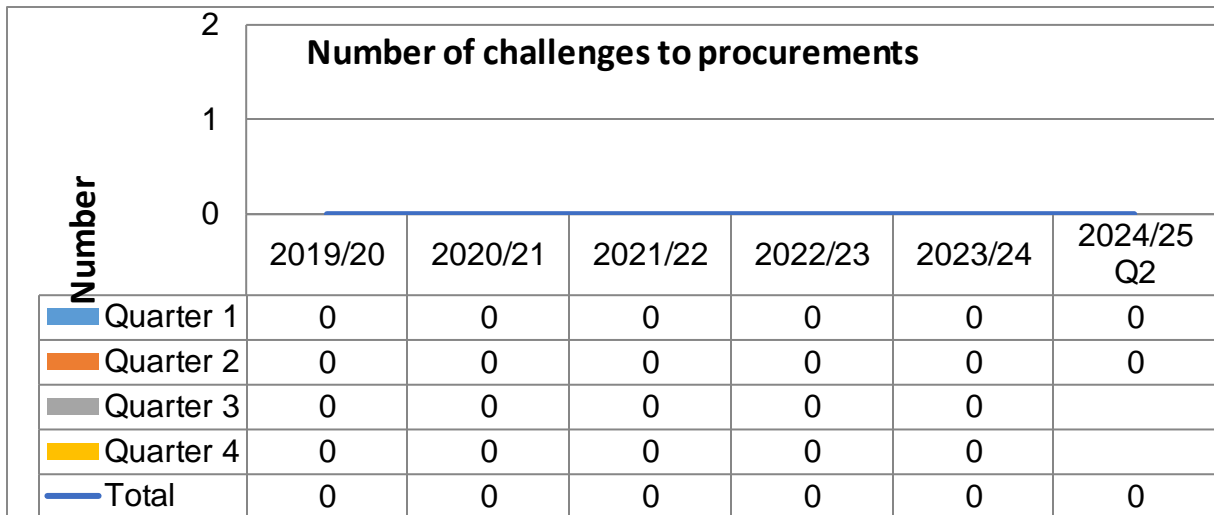 Number of challenges to procurements
2
1
0
Number
2019/20 2020/21 2021/22 2022/23 2023/24 2024/25
Q2
Quarter 1 0 0 0 0 0 0
Quarter 2 0 0 0 0 0 0
Quarter 3 0 0 0 0 0
Quarter 4 0 0 0 0 0
Total 0 0 0 0 0 0